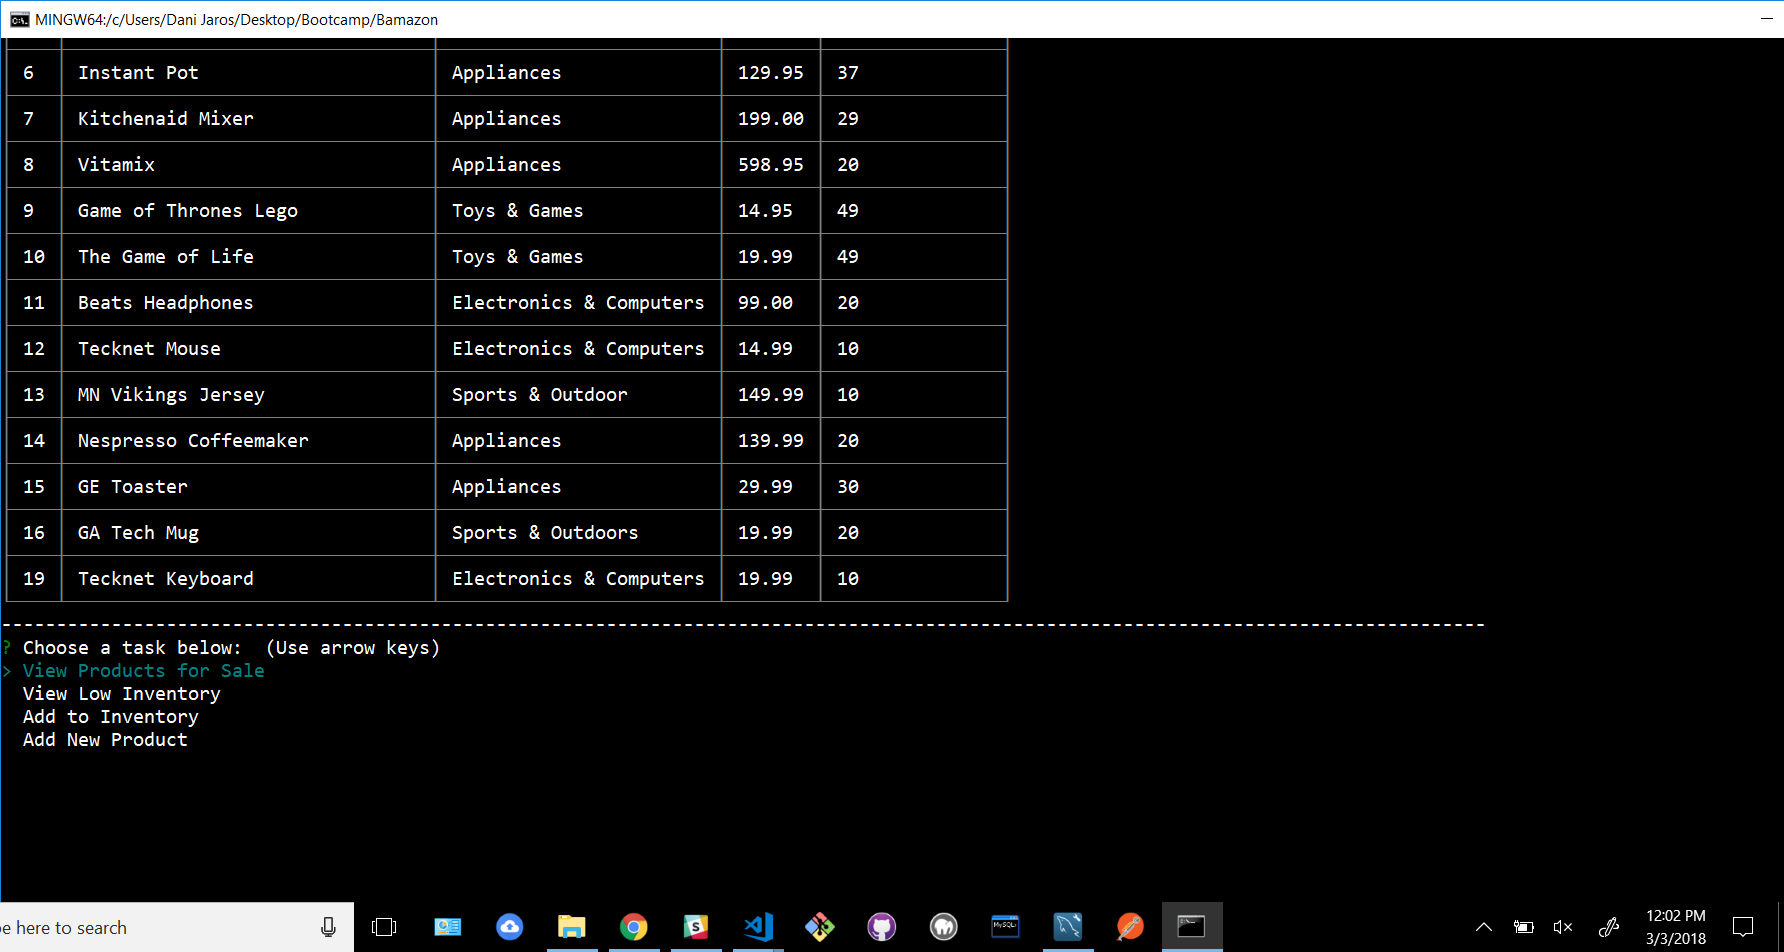 MINGW64:/c/Users/Dani Jaros/Desktop/Bootcamp/Bamazon
6 Instant Pot Appliances 129.95 37
7 Kitchenaid Mixer Appliances 199.00 29
8 Vitamix Appliances 598.95 20
9 Game of Thrones Lego Toys & Games 14.95 49
10 The Game of Life Toys & Games 19.99 49
11 Beats Headphones Electronics & Computers 99.00 20
12 Tecknet Mouse Electronics & Computers 14.99 10
13 MN Vikings Jersey Sports & Outdoor 149.99 10
14 Nespresso Coffeemaker Appliances 139.99 20
15 GE Toaster Appliances 29.99 30
16 GA Tech Mug Sports & Outdoors 19.99 20
19 Tecknet Keyboard Electronics & Computers 19.99 10
? Choose a task below: (Use arrow keys)
> View Products for Sale
View Low Inventory
Add to Inventory
Add New Product
e here to search
MySQL
12:02 PM
3/3/2018